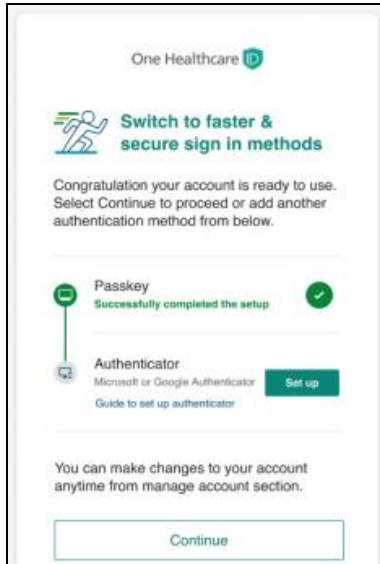 One Healthcare ID
Switch to faster &
secure sign in methods
Congratulation your account is ready to use.
Select Continue to proceed or add another
authentication method from below.
Passkey
Successfully completed the setup
Authenticator
Microsoft or Google Authenticator
Set up
Guide to set up authenticator
You can make changes to your account
anytime from manage account section.
Continue